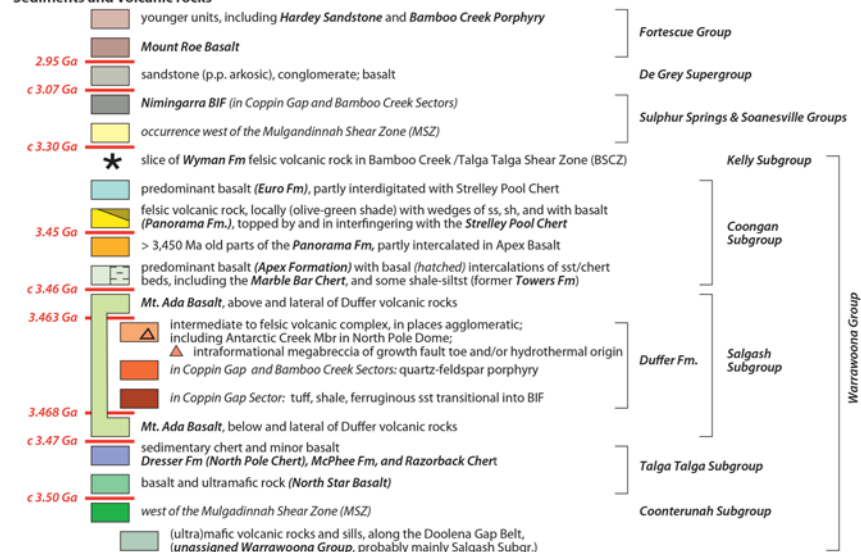 Sediments and volcanic rocks
younger units, including Hardey Sandstone and Bamboo Creek Porphyry
Fortescue Group
Mount Roe Basalt
2.95 Ga
sandstone (p.p. arkosic), conglomerate; basalt
De Grey Supergroup
c 3.07 Ga
Nimingarra BIF (in Coppin Gap and Bamboo Creek Sectors)
Sulphur Springs & Soanesville Groups
occurrence west of the Mulgandinnah Shear Zone (MSZ)
c 3.30 Ga
* slice of Wyman Fm felsic volcanic rock in Bamboo Creek /Talga Talga Shear Zone (BSCZ)
Kelly Subgroup
predominant basalt (Euro Fm), partly interdigitated with Strelley Pool Chert
felsic volcanic rock, locally (olive-green shade) with wedges of ss, sh, and with basalt
(Panorama Fm.), topped by and in interfingering with the Strelley Pool Chert
Coongan
Subgroup
3.45 Ga
> 3,450 Ma old parts of the Panorama Fm, partly intercalated in Apex Basalt
predominant basalt (Apex Formation) with basal (hatched) intercalations of sst/chert
beds, including the Marble Bar Chert, and some shale-siltst (former Towers Fm)
c 3.46 Ga
Mt. Ada Basalt, above and lateral of Duffer volcanic rocks
3.463 Ga
intermediate to felsic volcanic complex, in places agglomeratic;
including Antarctic Creek Mbr in North Pole Dome;
intraformational megabreccia of growth fault toe and/or hydrothermal origin
Duffer Fm.
Salgash
Subgroup
Warrawoona Group
in Coppin Gap and Bamboo Creek Sectors: quartz-feldspar porphyry
in Coppin Gap Sector: tuff, shale, ferruginous sst transitional into BIF
3.468 Ga
Mt. Ada Basalt, below and lateral of Duffer volcanic rocks
c 3.47 Ga
sedimentary chert and minor basalt
Dresser Fm (North Pole Chert), McPhee Fm, and Razorback Chert
Talga Talga Subgroup
basalt and ultramafic rock (North Star Basalt)
c 3.50 Ga
west of the Mulgadinnah Shear Zone (MSZ)
Coonterunah Subgroup
(ultra)mafic volcanic rocks and sills, along the Doolena Gap Belt,
(unassigned Warrawoona Group, probably mainly Salgash Subgr.)